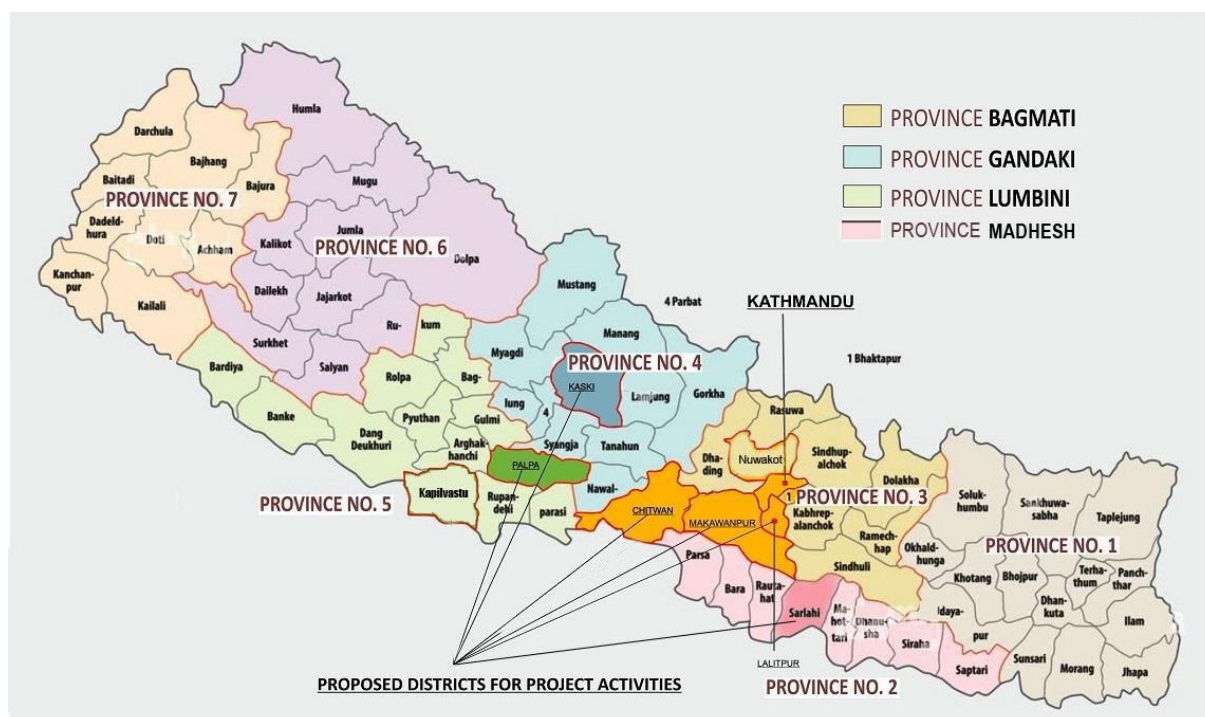 Humla
Darchula
Bajhang
Baitadi
Bajura
Mugu
PROVINCE NO. 7
Dadeld-
hura
Doti
Achham
Jumla
Kalikot
PROVINCE NO. 6
Dolpa
Kanchan-
pur
Kailali
Dailekh
Jajarkot
Ru-
kum
Surkhet
Salyan
Mustang
4 Parbat
Manang
Myagdi
PROVINCE NO. 4
KASKI
Lamjung
Gorkha
Bardiya
Rolpa
Bag-
lung
4
Banke
Pyuthan
Gulmi
Dang
Deukhuri
Arghak-
hanchi
Syangja
Tanahun
PALPA
PROVINCE NO. 5
Kapilvastu
Rupan-
dehi
Nawal-
parasi
PROVINCE BAGMATI
PROVINCE GANDAKI
PROVINCE LUMBINI
PROVINCE MADHESH
KATHMANDU
1 Bhaktapur
Rasuwa
Dha-
ding
Nuwakot
Sindhup-
alchok
Dolakha
CHITWAN
MAKAWANPUR
1
PROVINCE NO. 3
Kabhrep-
alanchok
Ramech-
hap
Sindhuli
Soluk-
humbu
Sankhuwa-
sabha
Taplejung
PROVINCE NO. 1
Okhald-
hunga
Khotang
Bhojpur
Terha-
thum
Panch-
thar
Dhan-
kuta
Ilam
Udaya-
pur
Sunsari
Morang
Jhapa
Parsa
Bara
Rauta-
hat
Sarlahi
Ma-
hot-
tari
Dhanu-
sha
Siraha
Saptari
LALITPUR
PROVINCE NO. 2
PROPOSED DISTRICTS FOR PROJECT ACTIVITIES